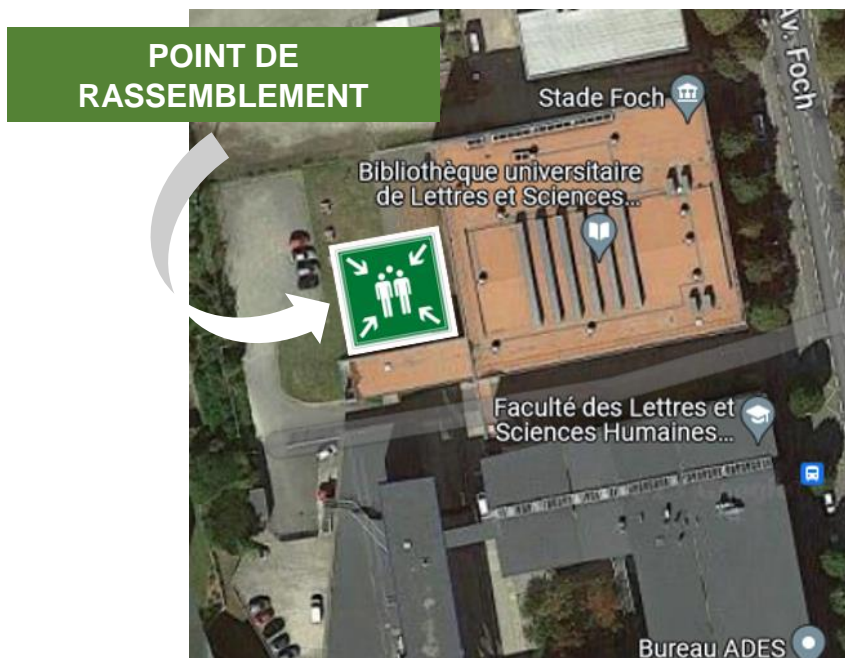 POINT DE
RASSEMBLEMENT
Av. Foch
Stade Foch
Bibliothèque universitaire
de Lettres et Sciences...
Faculté des Lettres et
Sciences Humaines...
Bureau ADES